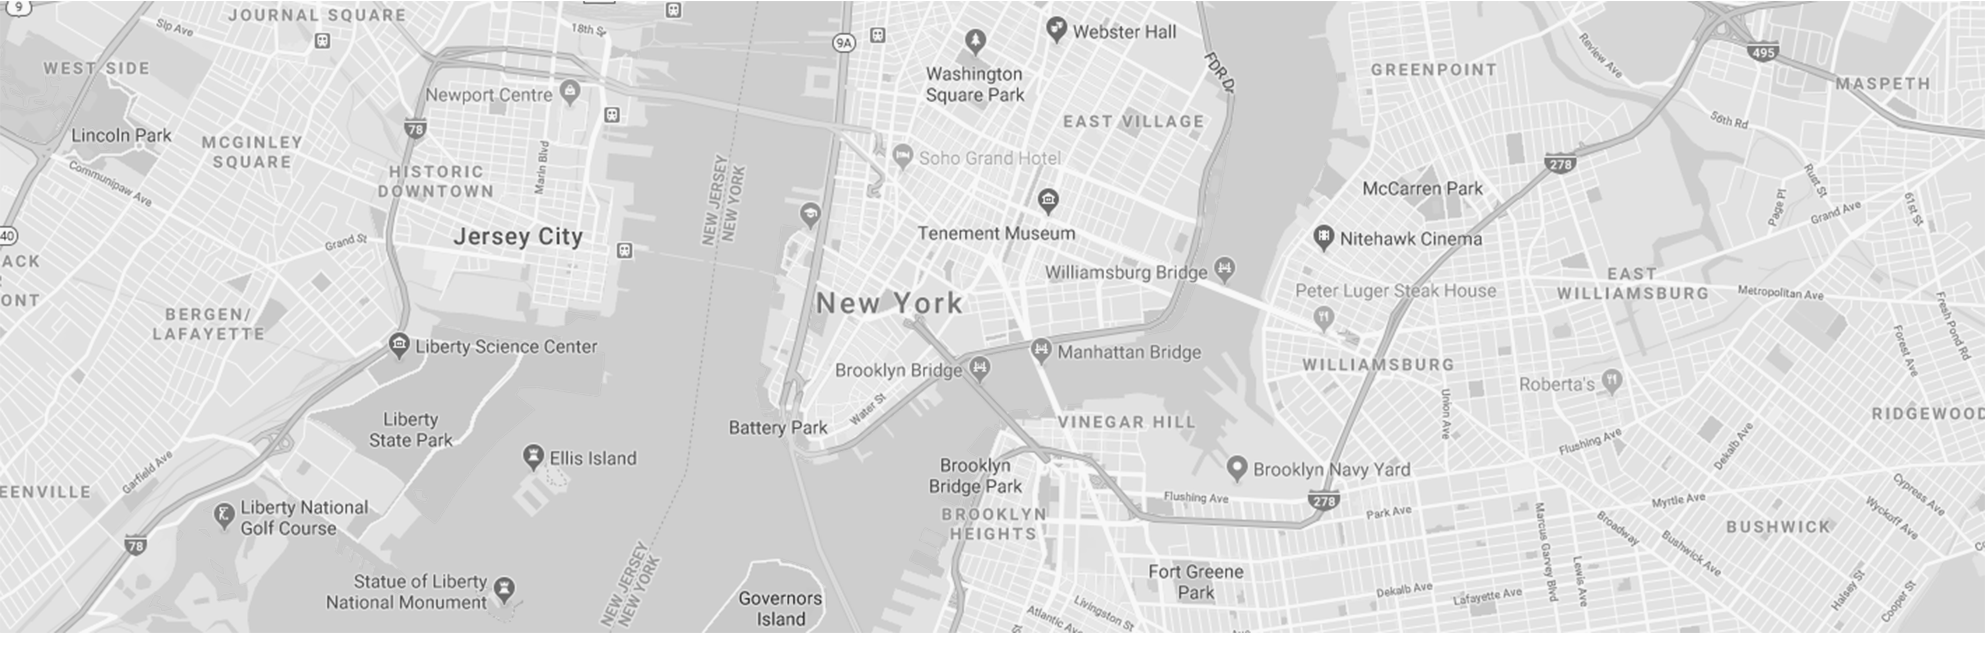 9
JOURNAL SQUARE
Sip Ave
18th St
9A
Webster Hall
FDR Dr
Review Ave
495
WEST SIDE
Newport Centre
Washington
Square Park
GREENPOINT
MASPETH
Lincoln Park
78
MCGINLEY
SQUARE
EAST VILLAGE
56th Rd
278
Communipaw Ave
HISTORIC
DOWNTOWN
Marin Blvd
NEW JERSEY
NEW YORK
Soho Grand Hotel
McCarren Park
Rust St
Page Pl
Grand Ave
61st St
40
Grand St
Jersey City
Tenement Museum
Nitehawk Cinema
ACK
ONT
Williamsburg Bridge
Peter Luger Steak House
EAST
WILLIAMSBURG
Metropolitan Ave
Fresh Pond Rd
BERGEN/
LAFAYETTE
New York
Liberty Science Center
Brooklyn Bridge
Manhattan Bridge
WILLIAMSBURG
Roberta's
Forest Ave
Liberty
State Park
Battery Park
Water St
VINEGAR HILL
Union Ave
RIDGEWOOD
Flushing Ave
Dekalb Ave
Garfield Ave
Ellis Island
Brooklyn
Bridge Park
Brooklyn Navy Yard
EENVILLE
Liberty National
Golf Course
BROOKLYN
HEIGHTS
Flushing Ave
278
Park Ave
Marcus Garvey Blvd
Broadway
Myrtle Ave
Cypress Ave
Wyckoff Ave
BUSHWICK
Bushwick Ave
78
Statue of Liberty
National Monument
NEW JERSEY
NEW YORK
Governors
Island
Fort Greene
Park
Livingston St
Atlantic Ave
Dekalb Ave
Lafayette Ave
Lewis Ave
Halsey St
Cooper St